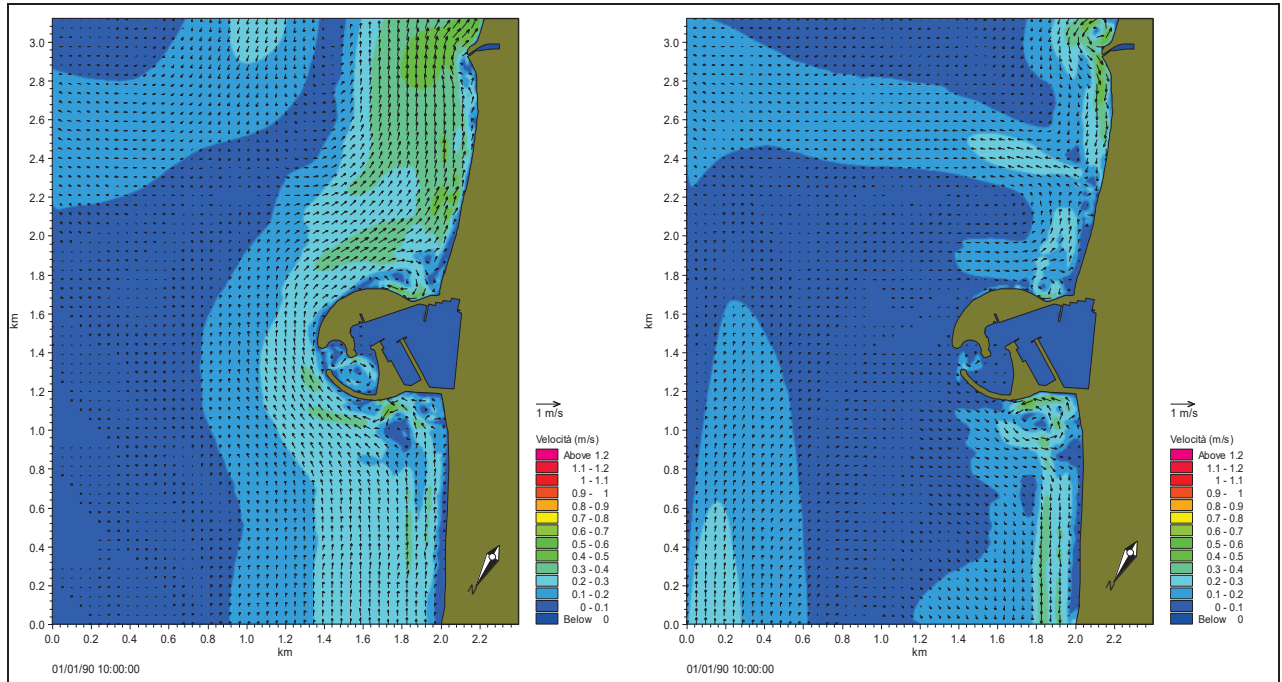 3.0
2.8
2.6
2.4
2.2
2.0
1.8
1.6
1.4
1.2
1.0
0.8
0.6
0.4
0.2
0.0
km
0.0 0.2 0.4 0.6 0.8 1.0 1.2 1.4 1.6 1.8 2.0 2.2
km
01/01/90 10:00:00
1 m/s
Velocità (m/s)
Above 1.2
1.1 - 1.2
1 - 1.1
0.9 - 1
0.8 - 0.9
0.7 - 0.8
0.6 - 0.7
0.5 - 0.6
0.4 - 0.5
0.3 - 0.4
0.2 - 0.3
0.1 - 0.2
0 - 0.1
Below 0
N
3.0
2.8
2.6
2.4
2.2
2.0
1.8
1.6
1.4
1.2
1.0
0.8
0.6
0.4
0.2
0.0
km
0.0 0.2 0.4 0.6 0.8 1.0 1.2 1.4 1.6 1.8 2.0 2.2
km
01/01/90 10:00:00
1 m/s
Velocità (m/s)
Above 1.2
1.1 - 1.2
1 - 1.1
0.9 - 1
0.8 - 0.9
0.7 - 0.8
0.6 - 0.7
0.5 - 0.6
0.4 - 0.5
0.3 - 0.4
0.2 - 0.3
0.1 - 0.2
0 - 0.1
Below 0
N